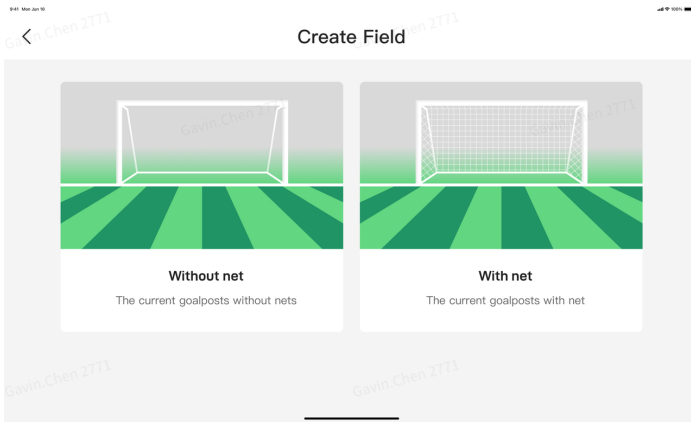 9:41 Mon Jun 10
100%
Create Field
Without net
The current goalposts without nets
With net
The current goalposts with net
Gavin.Chen 2771
Gavin.Chen 2771
Gavin.Chen 2771
Gavin.Chen 2771
Gavin.Chen 2771
Gavin.Chen 2771